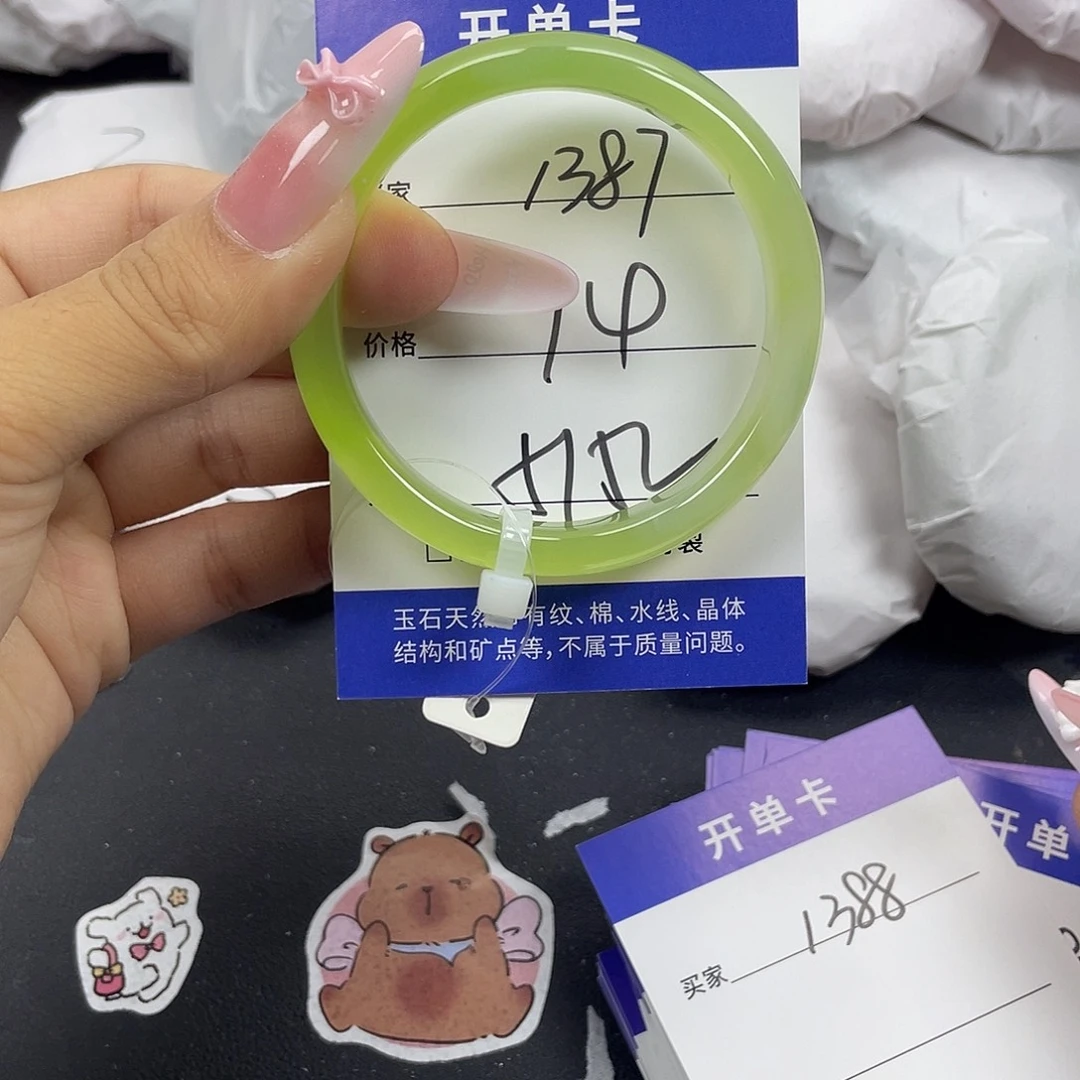 开单卡
家 1387
价格 14
玉石天然 有纹、棉、水线、晶体
结构和矿点等,不属于质量问题。
开单卡
买家 1388
开单